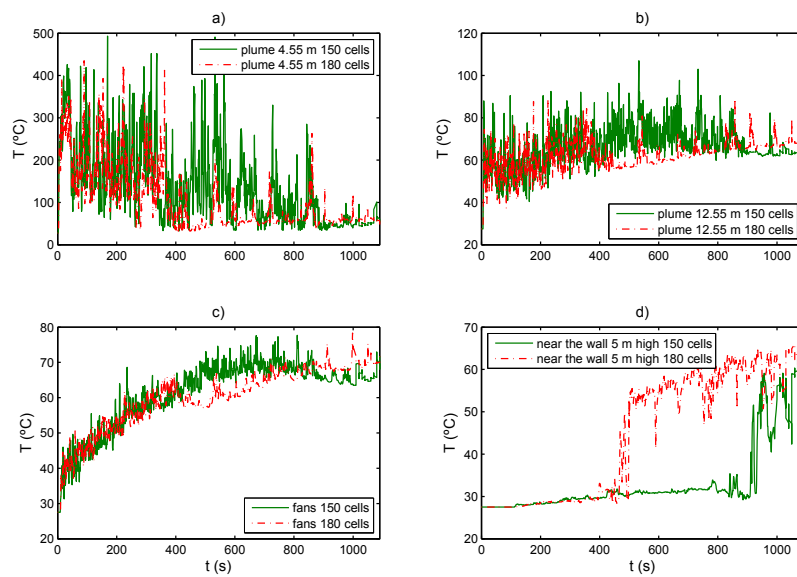 a)
T (ºC)
500
400
300
200
100
0
0 200 400 600 800 1000
plume 4.55 m 150 cells
plume 4.55 m 180 cells
b)
T (ºC)
120
100
80
60
40
20
0 200 400 600 800 1000
plume 12.55 m 150 cells
plume 12.55 m 180 cells
c)
T (ºC)
80
70
60
50
40
30
20
0 200 400 600 800 1000
t (s)
fans 150 cells
fans 180 cells
d)
T (ºC)
70
60
50
40
30
20
0 200 400 600 800 1000
t (s)
near the wall 5 m high 150 cells
near the wall 5 m high 180 cells